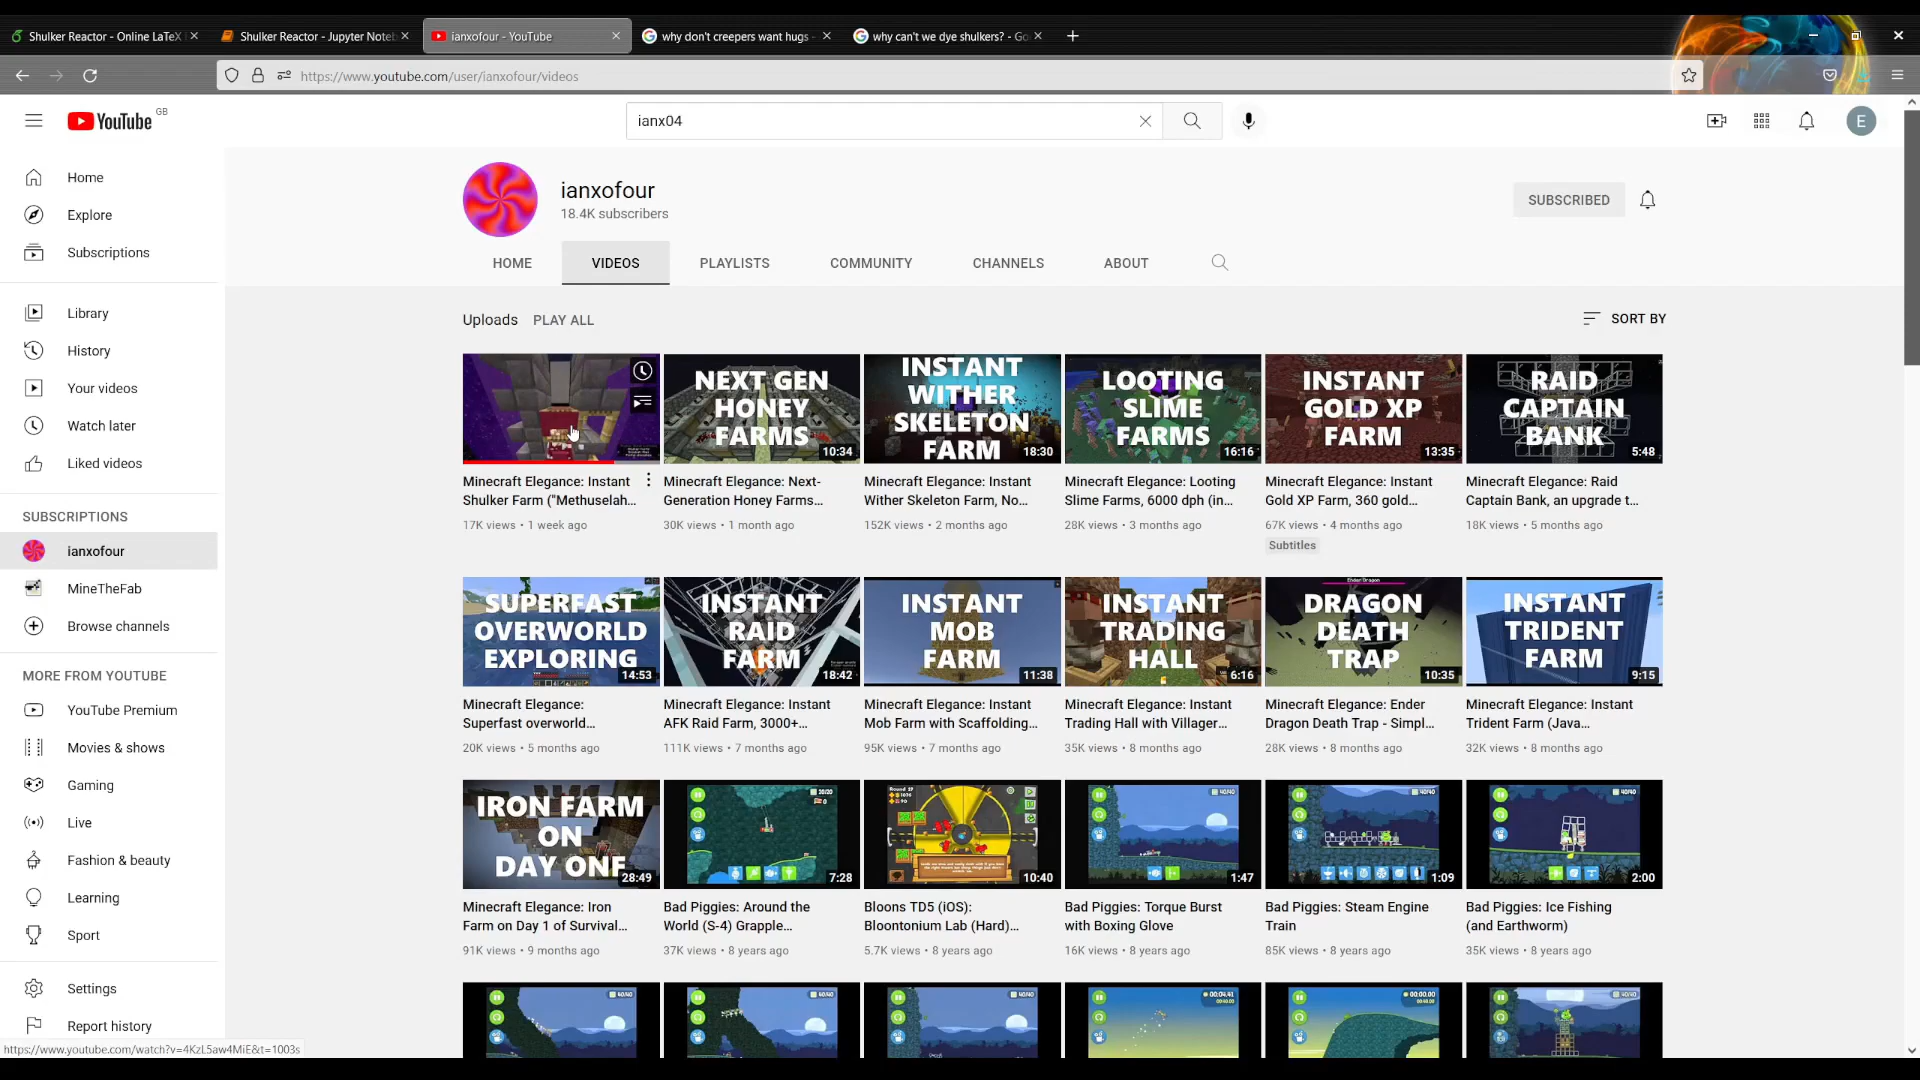 Shulker Reactor - Online LaTeX
Shulker Reactor - Jupyter Noteb
ianxofour - YouTube
why don't creepers want hugs -
why can't we dye shulkers? - Go
https://www.youtube.com/user/ianxofour/videos
YouTube GB
ianx04
E
Home
Explore
Subscriptions
Library
History
Your videos
Watch later
Liked videos
SUBSCRIPTIONS
ianxofour
MineTheFab
Browse channels
MORE FROM YOUTUBE
YouTube Premium
Movies & shows
Gaming
Live
Fashion & beauty
Learning
Sport
Settings
Report history
ianxofour
18.4K subscribers
SUBSCRIBED
HOME VIDEOS PLAYLISTS COMMUNITY CHANNELS ABOUT
Uploads PLAY ALL
SORT BY
Minecraft Elegance: Instant
Shulker Farm ("Methuselah...
17K views • 1 week ago
NEXT GEN
HONEY
FARMS
10:34
Minecraft Elegance: Next-
Generation Honey Farms...
30K views • 1 month ago
INSTANT
WITHER
SKELETON
FARM
18:30
Minecraft Elegance: Instant
Wither Skeleton Farm, No...
152K views • 2 months ago
LOOTING
SLIME
FARMS
16:16
Minecraft Elegance: Looting
Slime Farms, 6000 dph (in...
28K views • 3 months ago
INSTANT
GOLD XP
FARM
13:35
Minecraft Elegance: Instant
Gold XP Farm, 360 gold...
67K views • 4 months ago
Subtitles
RAID
CAPTAIN
BANK
5:48
Minecraft Elegance: Raid
Captain Bank, an upgrade t...
18K views • 5 months ago
SUPERFAST
OVERWORLD
EXPLORING
14:53
Minecraft Elegance:
Superfast overworld...
20K views • 5 months ago
INSTANT
RAID
FARM
18:42
Minecraft Elegance: Instant
AFK Raid Farm, 3000+...
111K views • 7 months ago
INSTANT
MOB
FARM
11:38
Minecraft Elegance: Instant
Mob Farm with Scaffolding...
95K views • 7 months ago
INSTANT
TRADING
HALL
6:16
Minecraft Elegance: Instant
Trading Hall with Villager...
35K views • 8 months ago
Ender Dragon
DRAGON
DEATH
TRAP
10:35
Minecraft Elegance: Ender
Dragon Death Trap - Simpl...
28K views • 8 months ago
INSTANT
TRIDENT
FARM
9:15
Minecraft Elegance: Instant
Trident Farm (Java...
32K views • 8 months ago
IRON FARM
ON
DAY ONE
28:49
Minecraft Elegance: Iron
Farm on Day 1 of Survival...
91K views • 9 months ago
7:28
Bad Piggies: Around the
World (S-4) Grapple...
37K views • 8 years ago
10:40
Bloons TD5 (iOS):
Bloontonium Lab (Hard)...
5.7K views • 8 years ago
40/40
1:47
Bad Piggies: Torque Burst
with Boxing Glove
16K views • 8 years ago
40/40
1:09
Bad Piggies: Steam Engine
Train
85K views • 8 years ago
40/40
2:00
Bad Piggies: Ice Fishing
(and Earthworm)
35K views • 8 years ago
40/40
40/40
40/40
40/40
https://www.youtube.com/watch?v=4KzL5aw4MiE&t=1003s